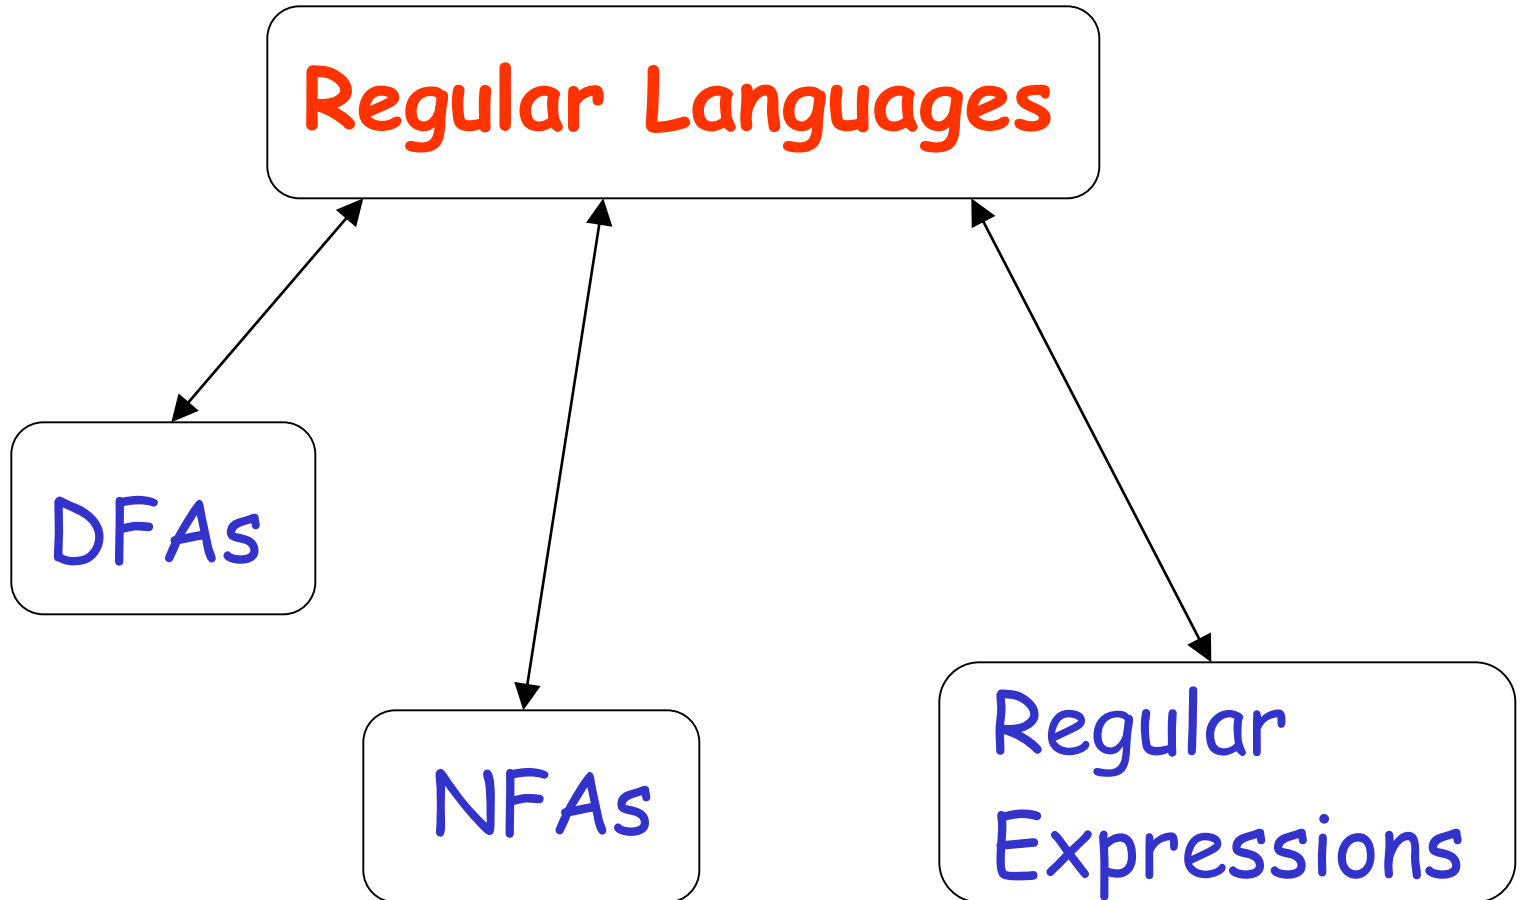 Regular Languages
DFAs
NFAs
Regular
Expressions